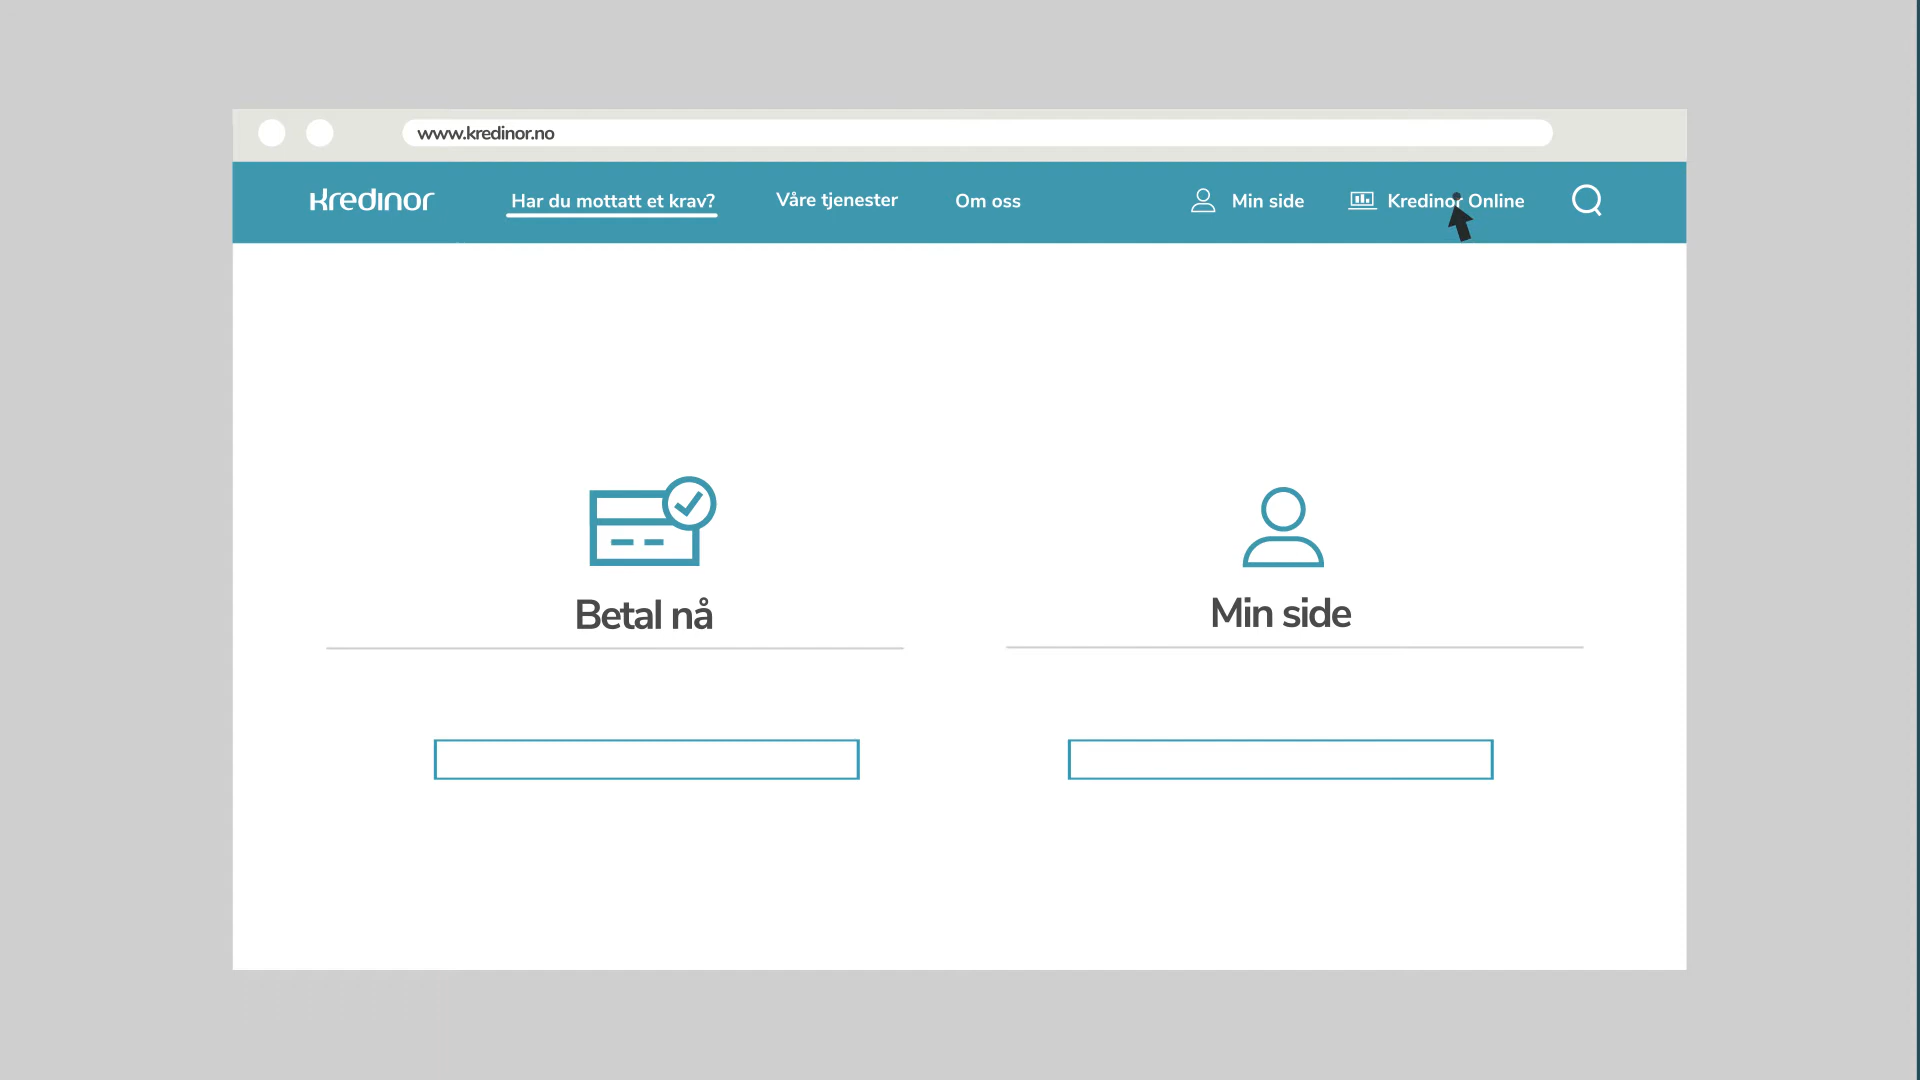 www.kredinor.no
kredinor Har du mottatt et krav? Våre tjenester Om oss Min side Kredinor Online
Betal nå Min side